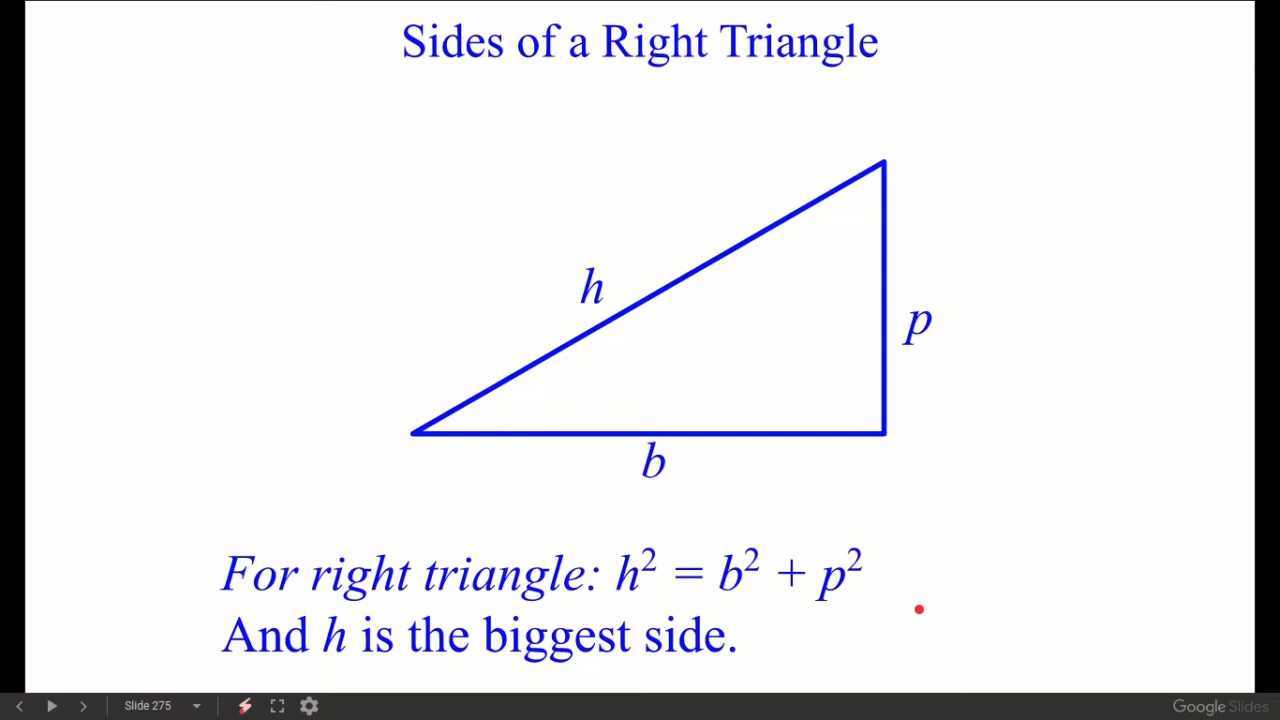 Sides of a Right Triangle
h
p
b
For right triangle: h² = b² + p²
And h is the biggest side.
Slide 275
Google Slides